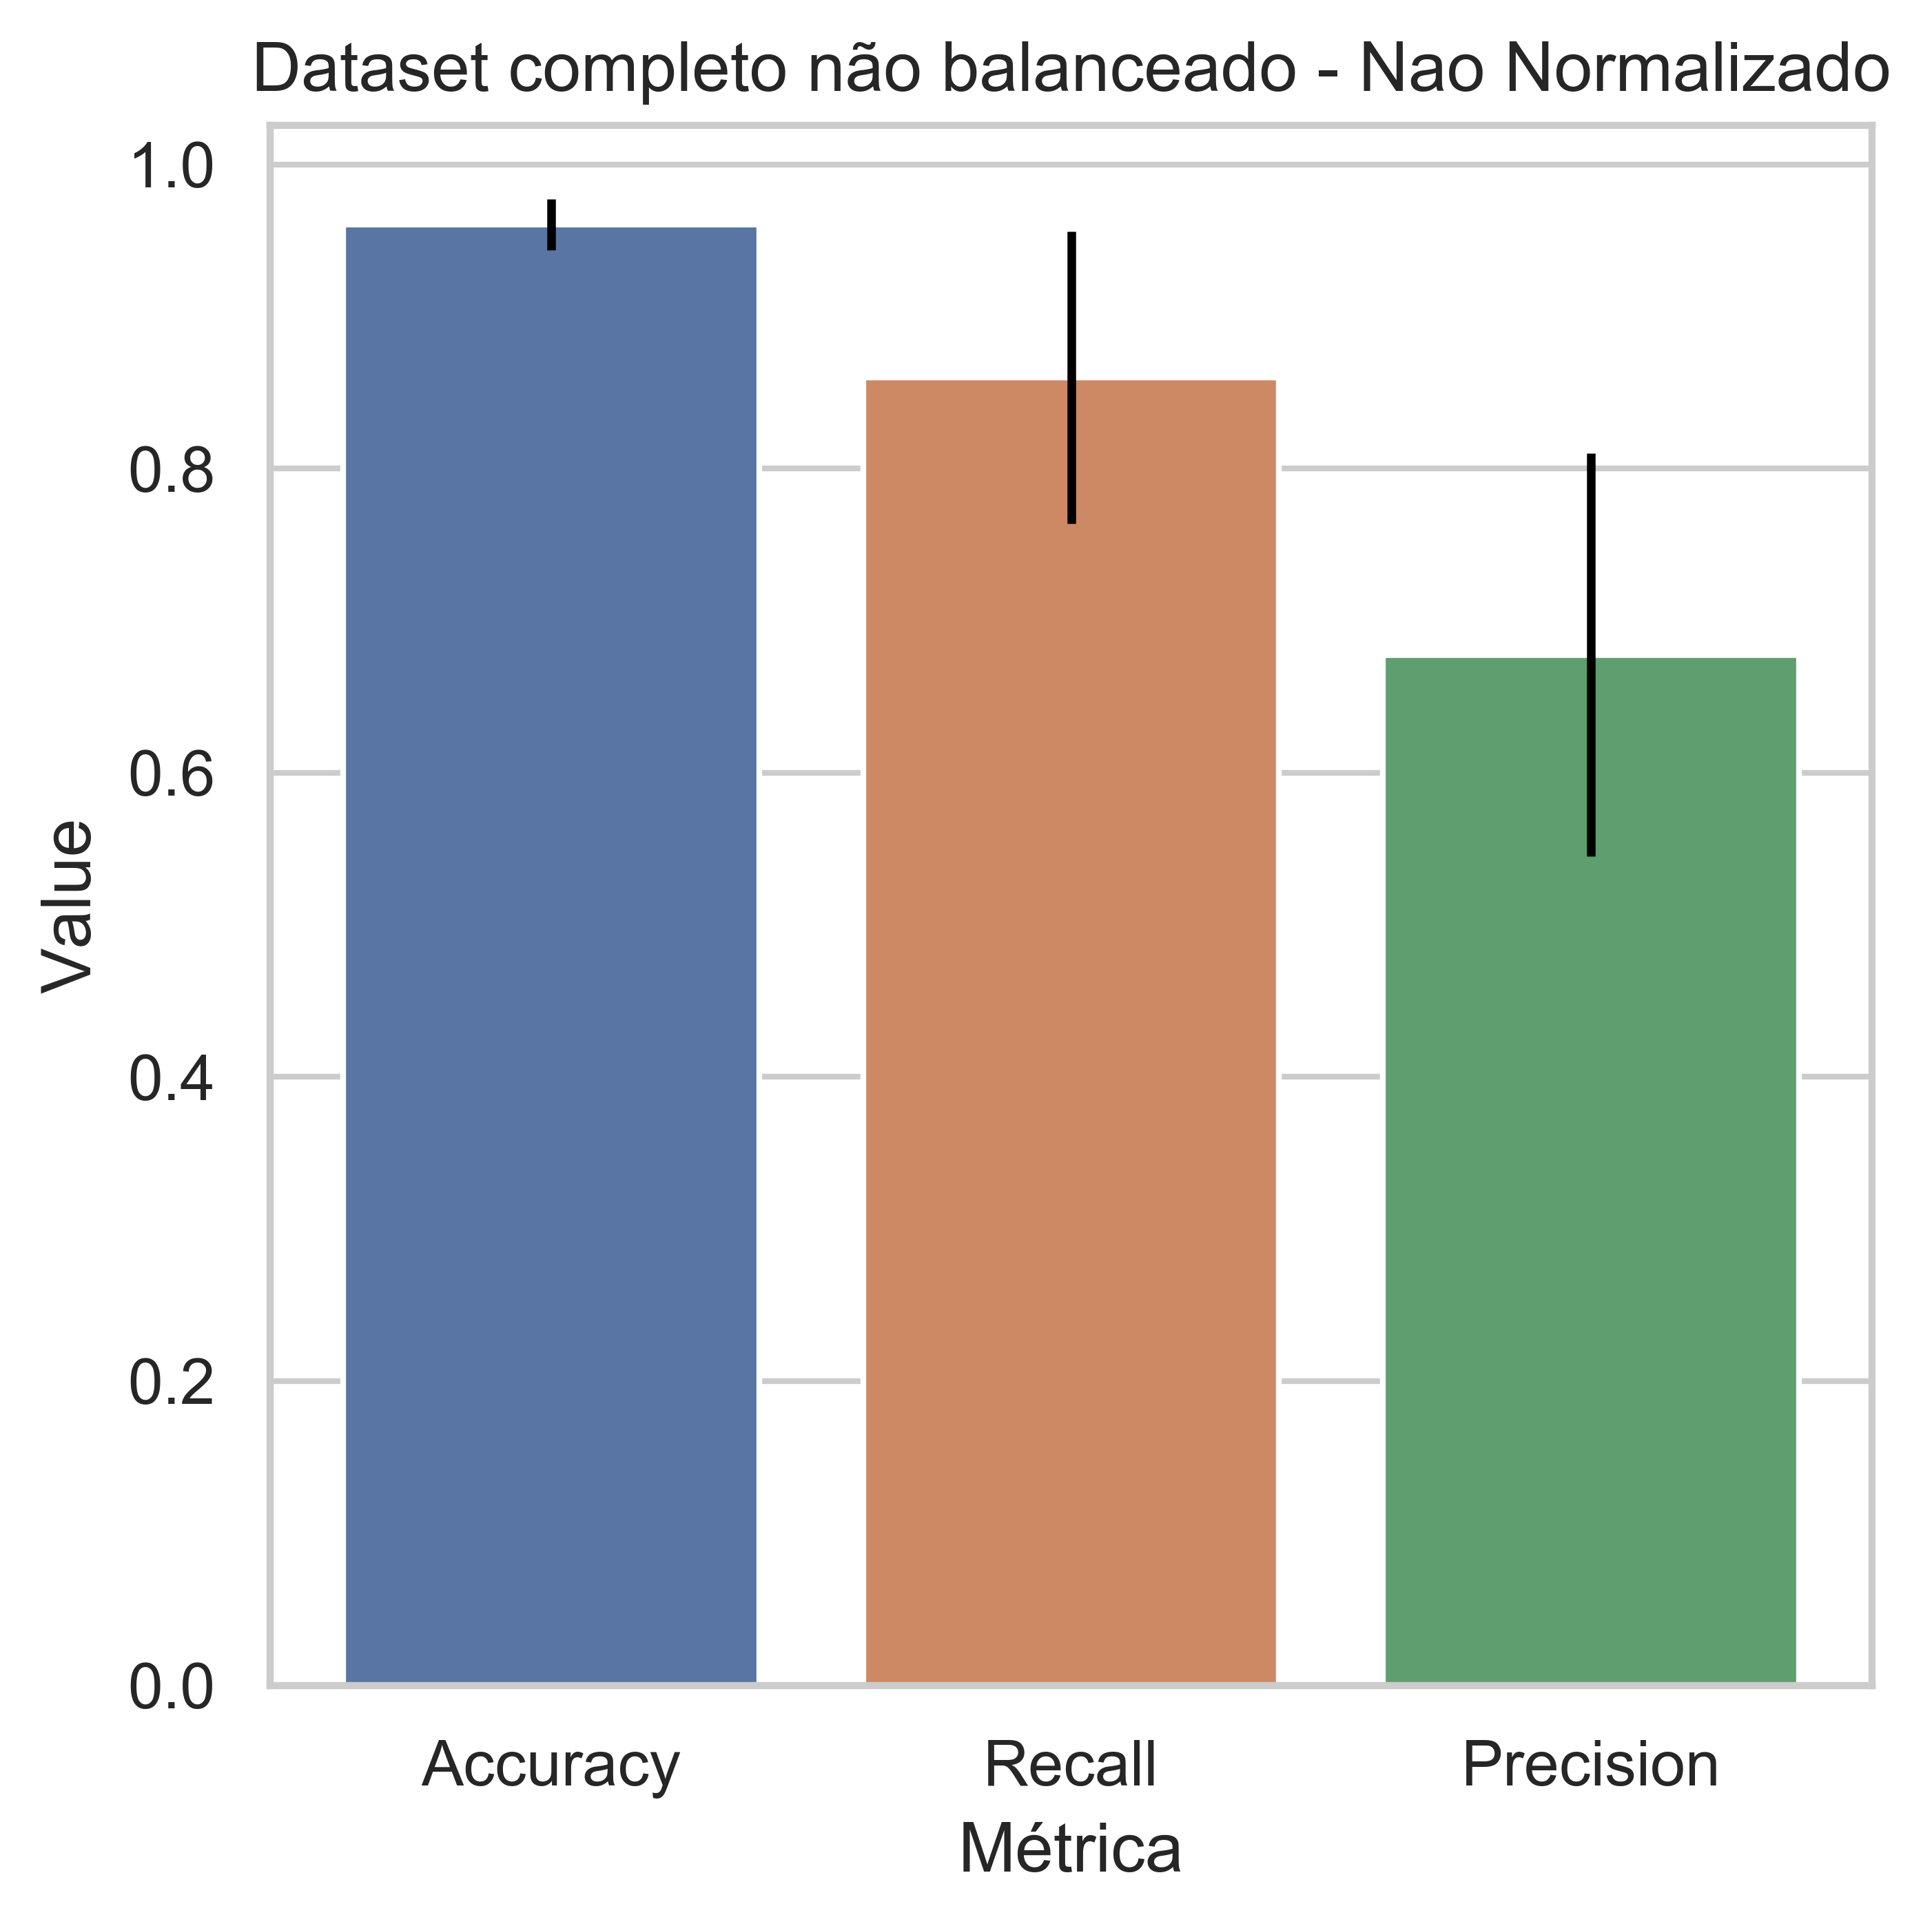 Dataset completo não balanceado - Nao Normalizado
1.0
0.8
0.6
0.4
0.2
0.0
Value
Accuracy Recall Precision
Métrica